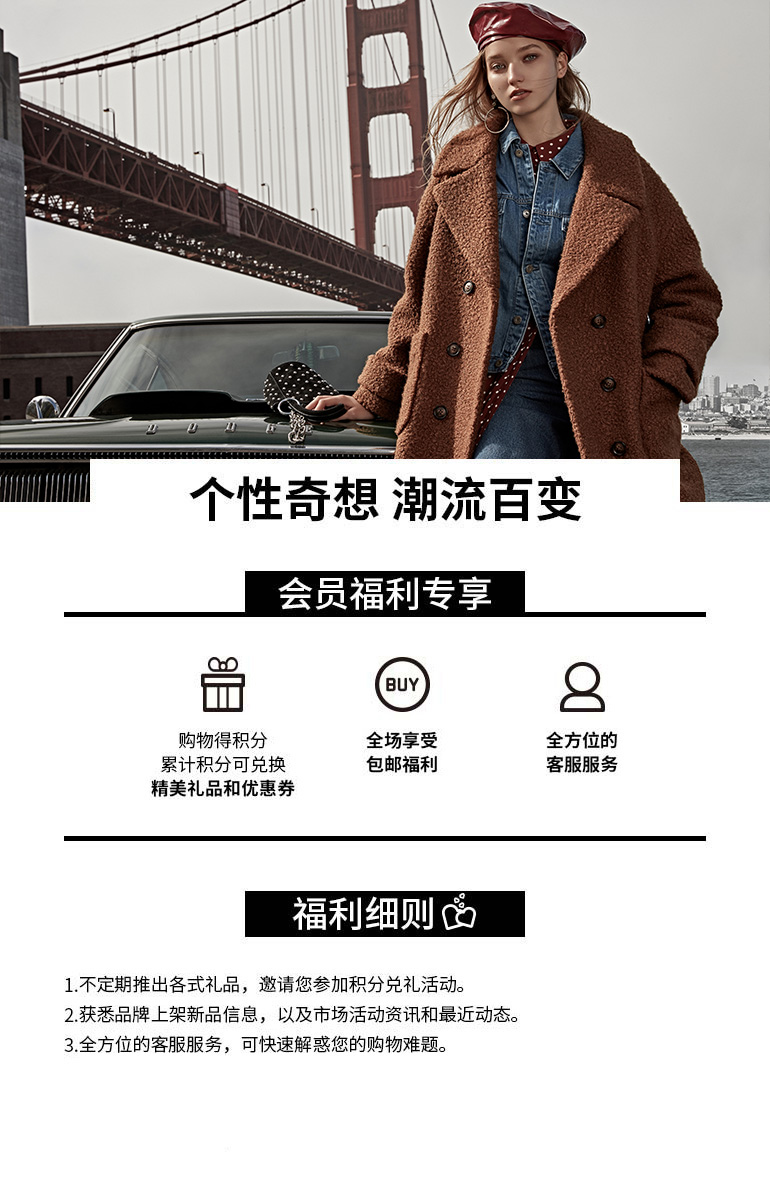 个性奇想 潮流百变
会员福利专享
BUY
购物得积分
累计积分可兑换
精美礼品和优惠券
全场享受
包邮福利
全方位的
客服服务
福利细则
1.不定期推出各式礼品，邀请您参加积分兑礼活动。
2.获悉品牌上架新品信息，以及市场活动资讯和最近动态。
3.全方位的客服服务，可快速解惑您的购物难题。